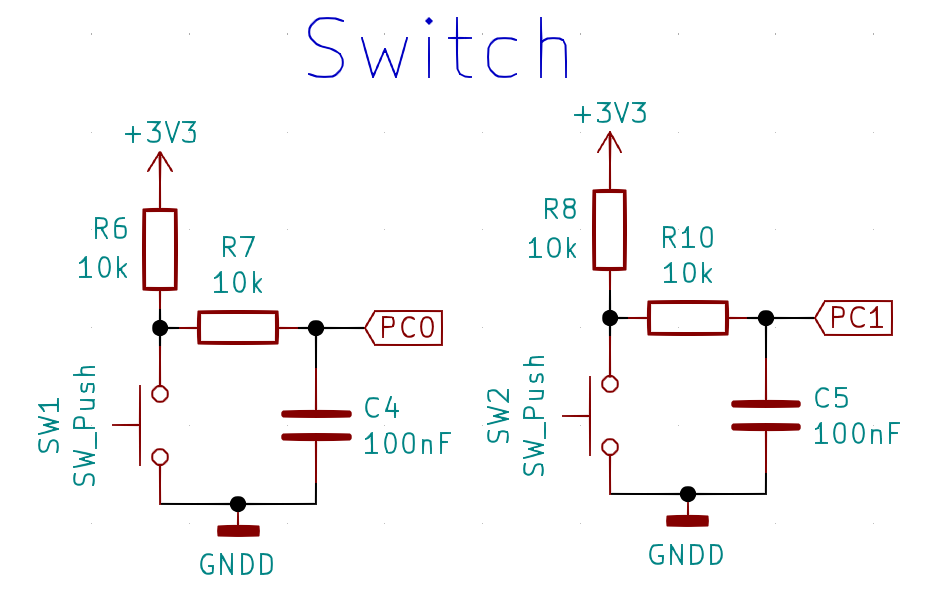 Switch
+3V3
R6
10k
R7
10k
PC0
SW1
SW_Push
C4
100nF
GNDD
+3V3
R8
10k
R10
10k
PC1
SW2
SW_Push
C5
100nF
GNDD